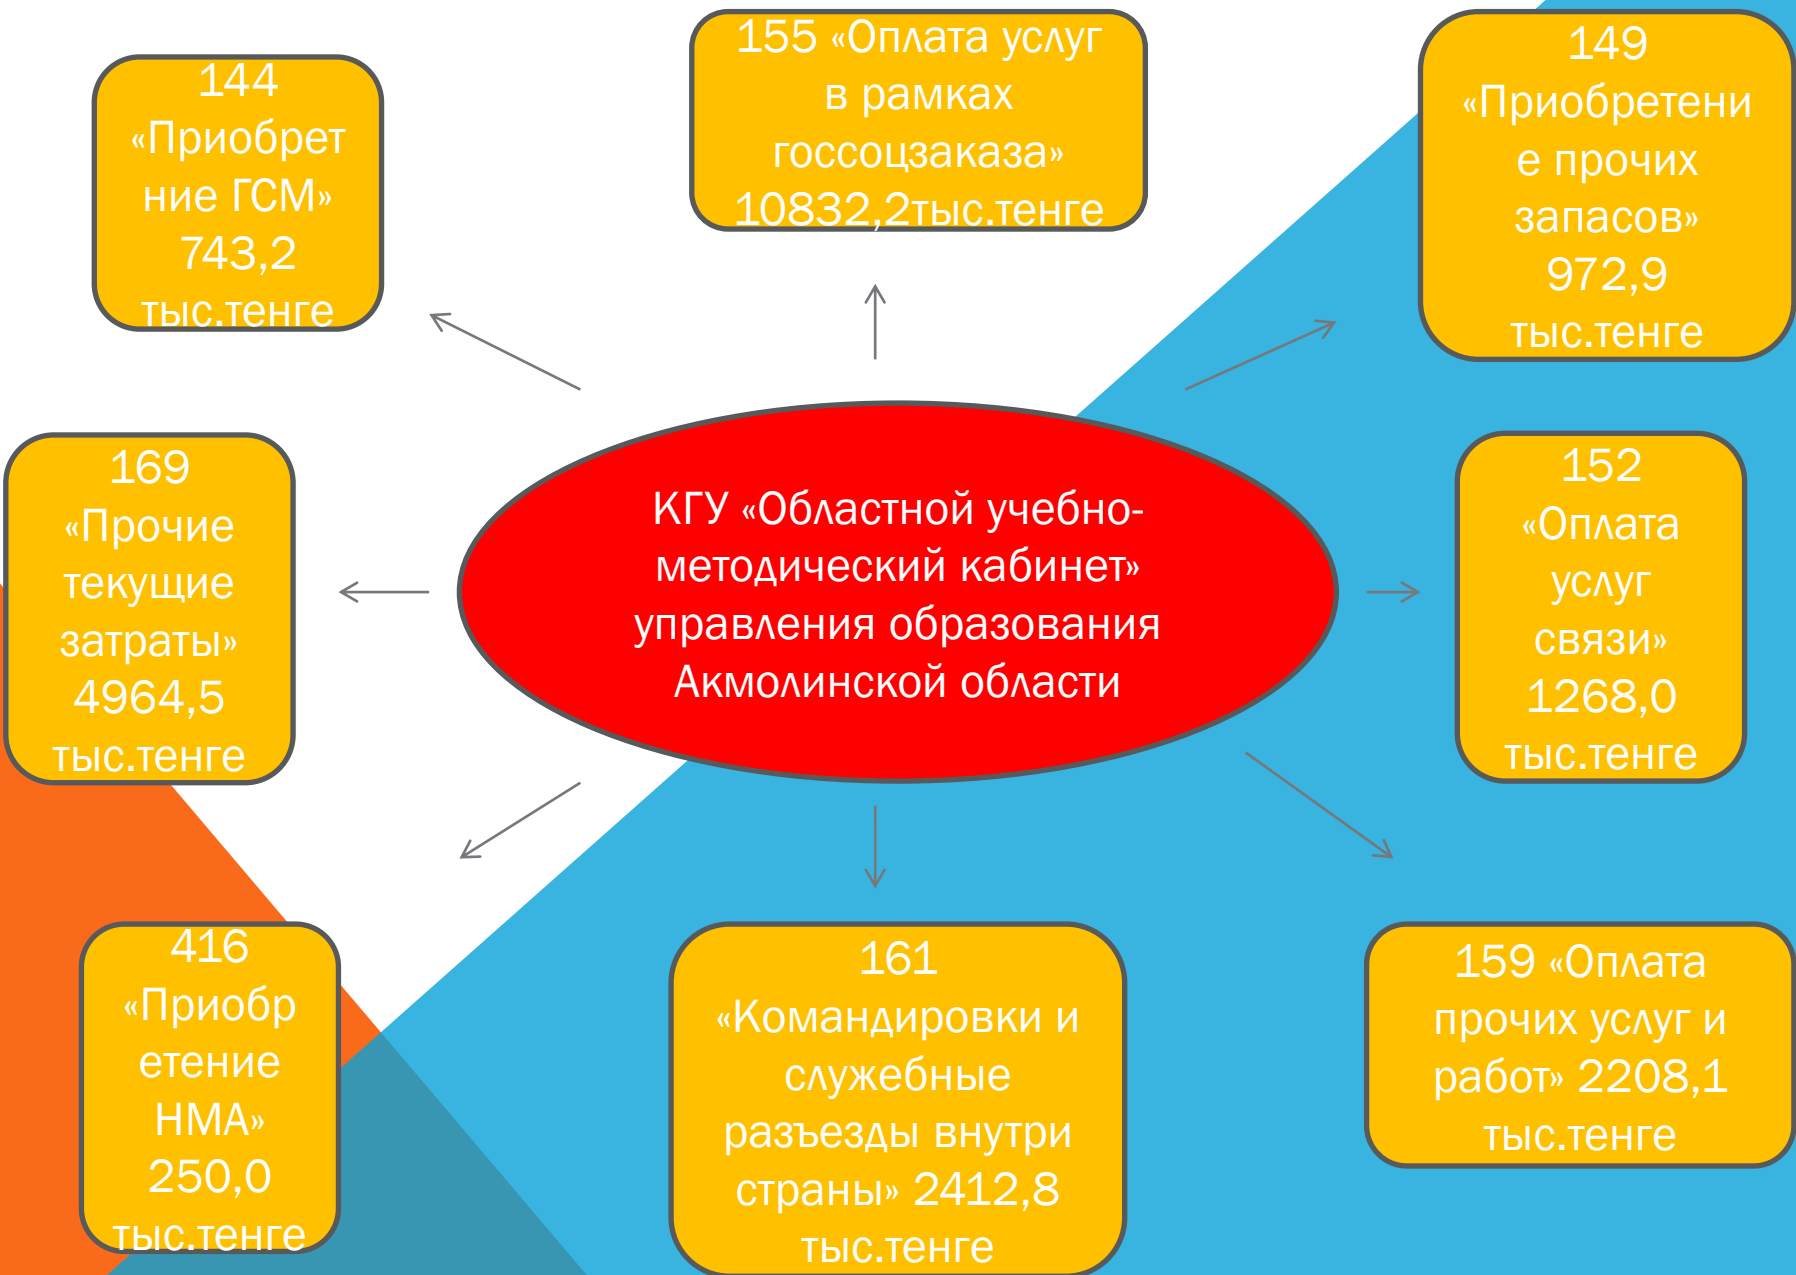 144
«Приобрет
ние ГСМ»
743,2
тыс.тенге
155 «Оплата услуг
в рамках
госсоцзаказа»
10832,2тыс.тенге
149
«Приобретени
е прочих
запасов»
972,9
тыс.тенге
169
«Прочие
текущие
затраты»
4964,5
тыс.тенге
КГУ «Областной учебно-
методический кабинет»
управления образования
Акмолинской области
152
«Оплата
услуг
связи»
1268,0
тыс.тенге
416
«Приобр
етение
НМА»
250,0
тыс.тенге
161
«Командировки и
служебные
разъезды внутри
страны» 2412,8
тыс.тенге
159 «Оплата
прочих услуг и
работ» 2208,1
тыс.тенге